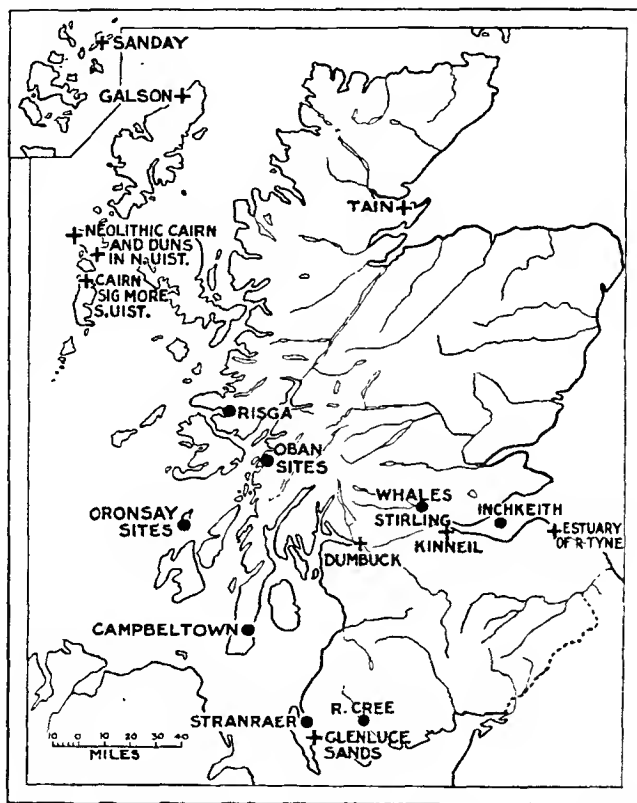 SANDAY
GALSON
TAIN
NEOLITHIC CAIRN
AND DUNS
IN N. UIST.
CAIRN
SIG MORE
S. UIST.
RISGA
OBAN
SITES
ORONSAY
SITES
WHALES
STIRLING
INCHKEITH
KINNEIL
ESTUARY
OF R. TYNE
DUMBUCK
CAMPBELTOWN
STRANRAER
R. CREE
GLENLUCE
SANDS
10 0 10 20 30 40
MILES